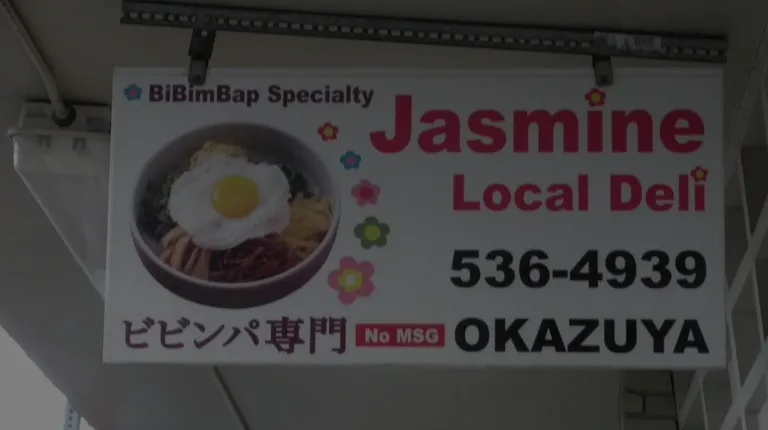 BiBimBap Specialty
Jasmine
Local Deli
536-4939
ビビンパ専門
No MSG
OKAZUYA